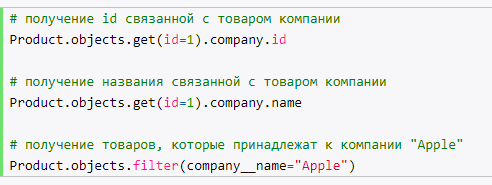 # получение id связанной с товаром компании
Product.objects.get(id=1).company.id
# получение названия связанной с товаром компании
Product.objects.get(id=1).company.name
# получение товаров, которые принадлежат к компании "Apple"
Product.objects.filter(company__name="Apple")